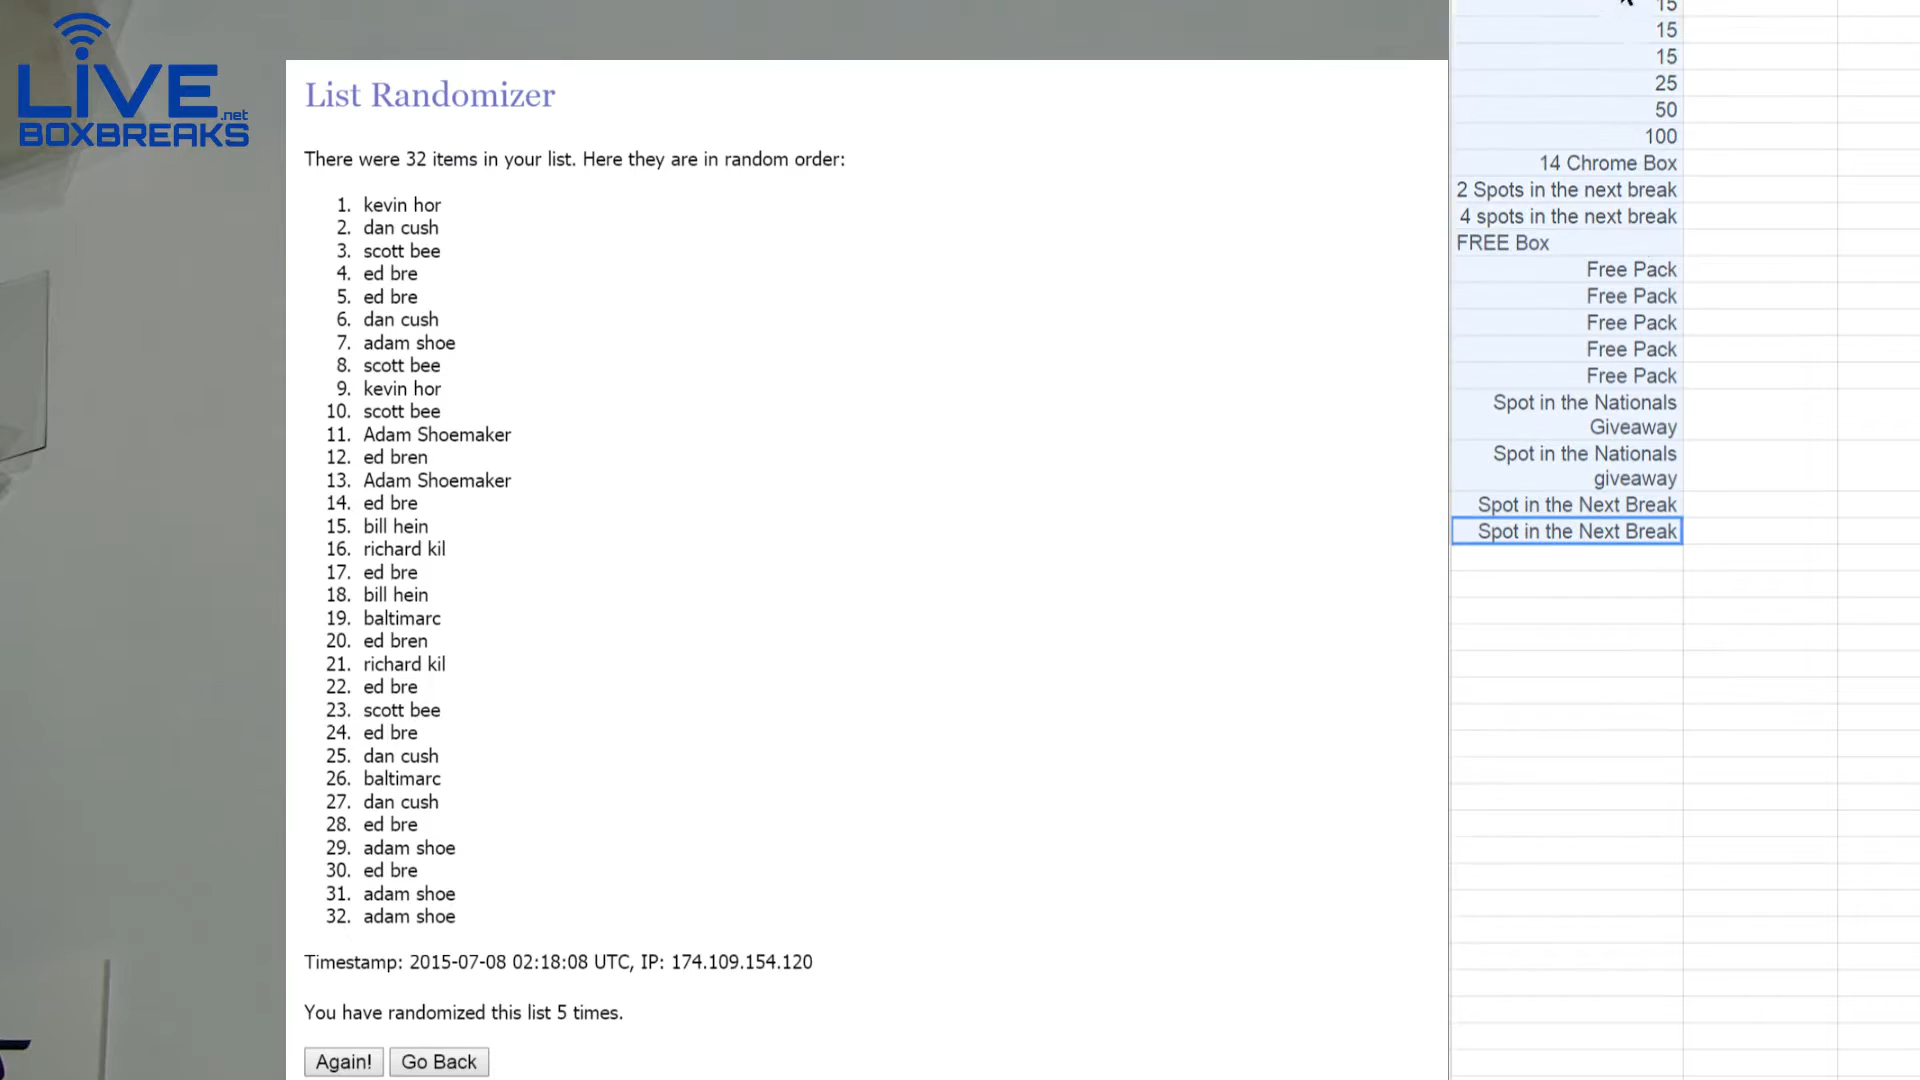 LiVE
.net
BOXBREAKS
List Randomizer
There were 32 items in your list. Here they are in random order:
1. kevin hor
2. dan cush
3. scott bee
4. ed bre
5. ed bre
6. dan cush
7. adam shoe
8. scott bee
9. kevin hor
10. scott bee
11. Adam Shoemaker
12. ed bren
13. Adam Shoemaker
14. ed bre
15. bill hein
16. richard kil
17. ed bre
18. bill hein
19. baltimarc
20. ed bren
21. richard kil
22. ed bre
23. scott bee
24. ed bre
25. dan cush
26. baltimarc
27. dan cush
28. ed bre
29. adam shoe
30. ed bre
31. adam shoe
32. adam shoe
Timestamp: 2015-07-08 02:18:08 UTC, IP: 174.109.154.120
You have randomized this list 5 times.
Again! Go Back
15
15
15
25
50
100
14 Chrome Box
2 Spots in the next break
4 spots in the next break
FREE Box
Free Pack
Free Pack
Free Pack
Free Pack
Free Pack
Spot in the Nationals
Giveaway
Spot in the Nationals
giveaway
Spot in the Next Break
Spot in the Next Break